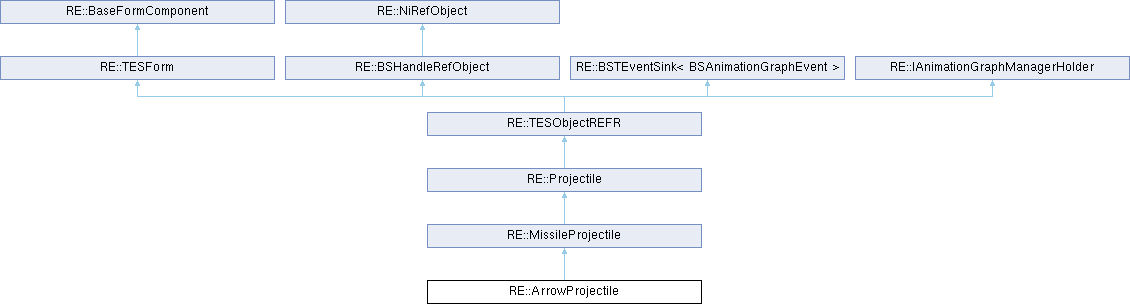 RE::BaseFormComponent
RE::NiRefObject
RE::TESForm
RE::BSHandleRefObject
RE::BSTEventSink< BSAnimationGraphEvent >
RE::IAnimationGraphManagerHolder
RE::TESObjectREFR
RE::Projectile
RE::MissileProjectile
RE::ArrowProjectile